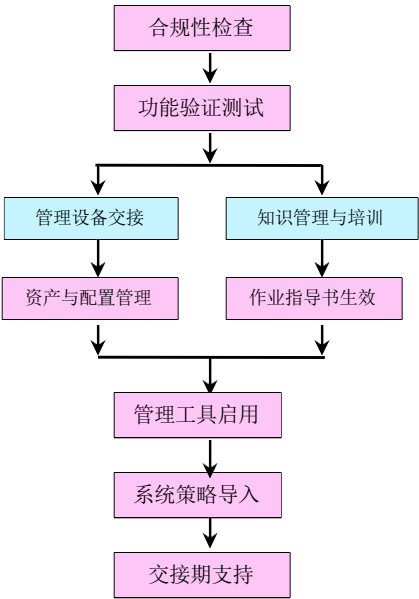 合规性检查
功能验证测试
管理设备交接
知识管理与培训
资产与配置管理
作业指导书生效
管理工具启用
系统策略导入
交接期支持